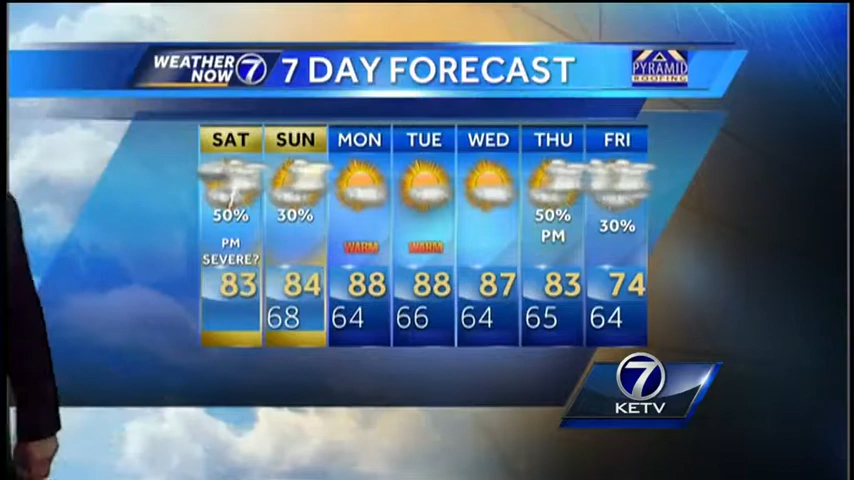 WEATHER NOW 7
7 DAY FORECAST
PYRAMID
ROOFING
SAT SUN MON TUE WED THU FRI
50% 30% 50% 30%
PM
PM
SEVERE?
WARM WARM
83 84 88 88 87 83 74
68 64 66 64 65 64
7
KETV